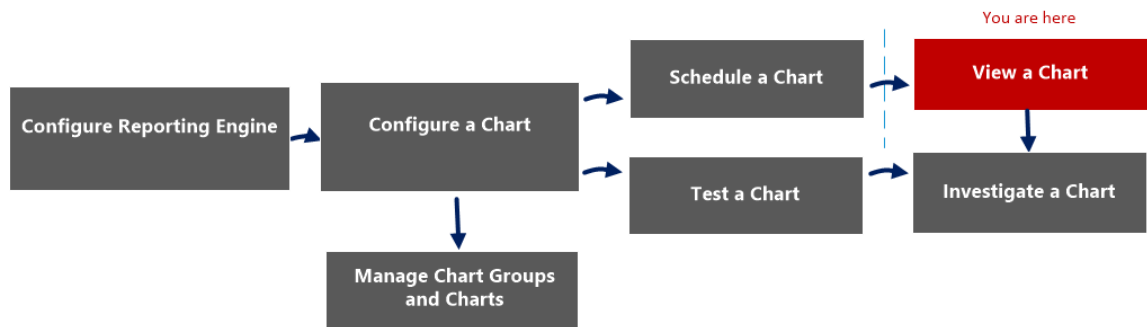 You are here
Configure Reporting Engine
Configure a Chart
Schedule a Chart
View a Chart
Test a Chart
Investigate a Chart
Manage Chart Groups
and Charts